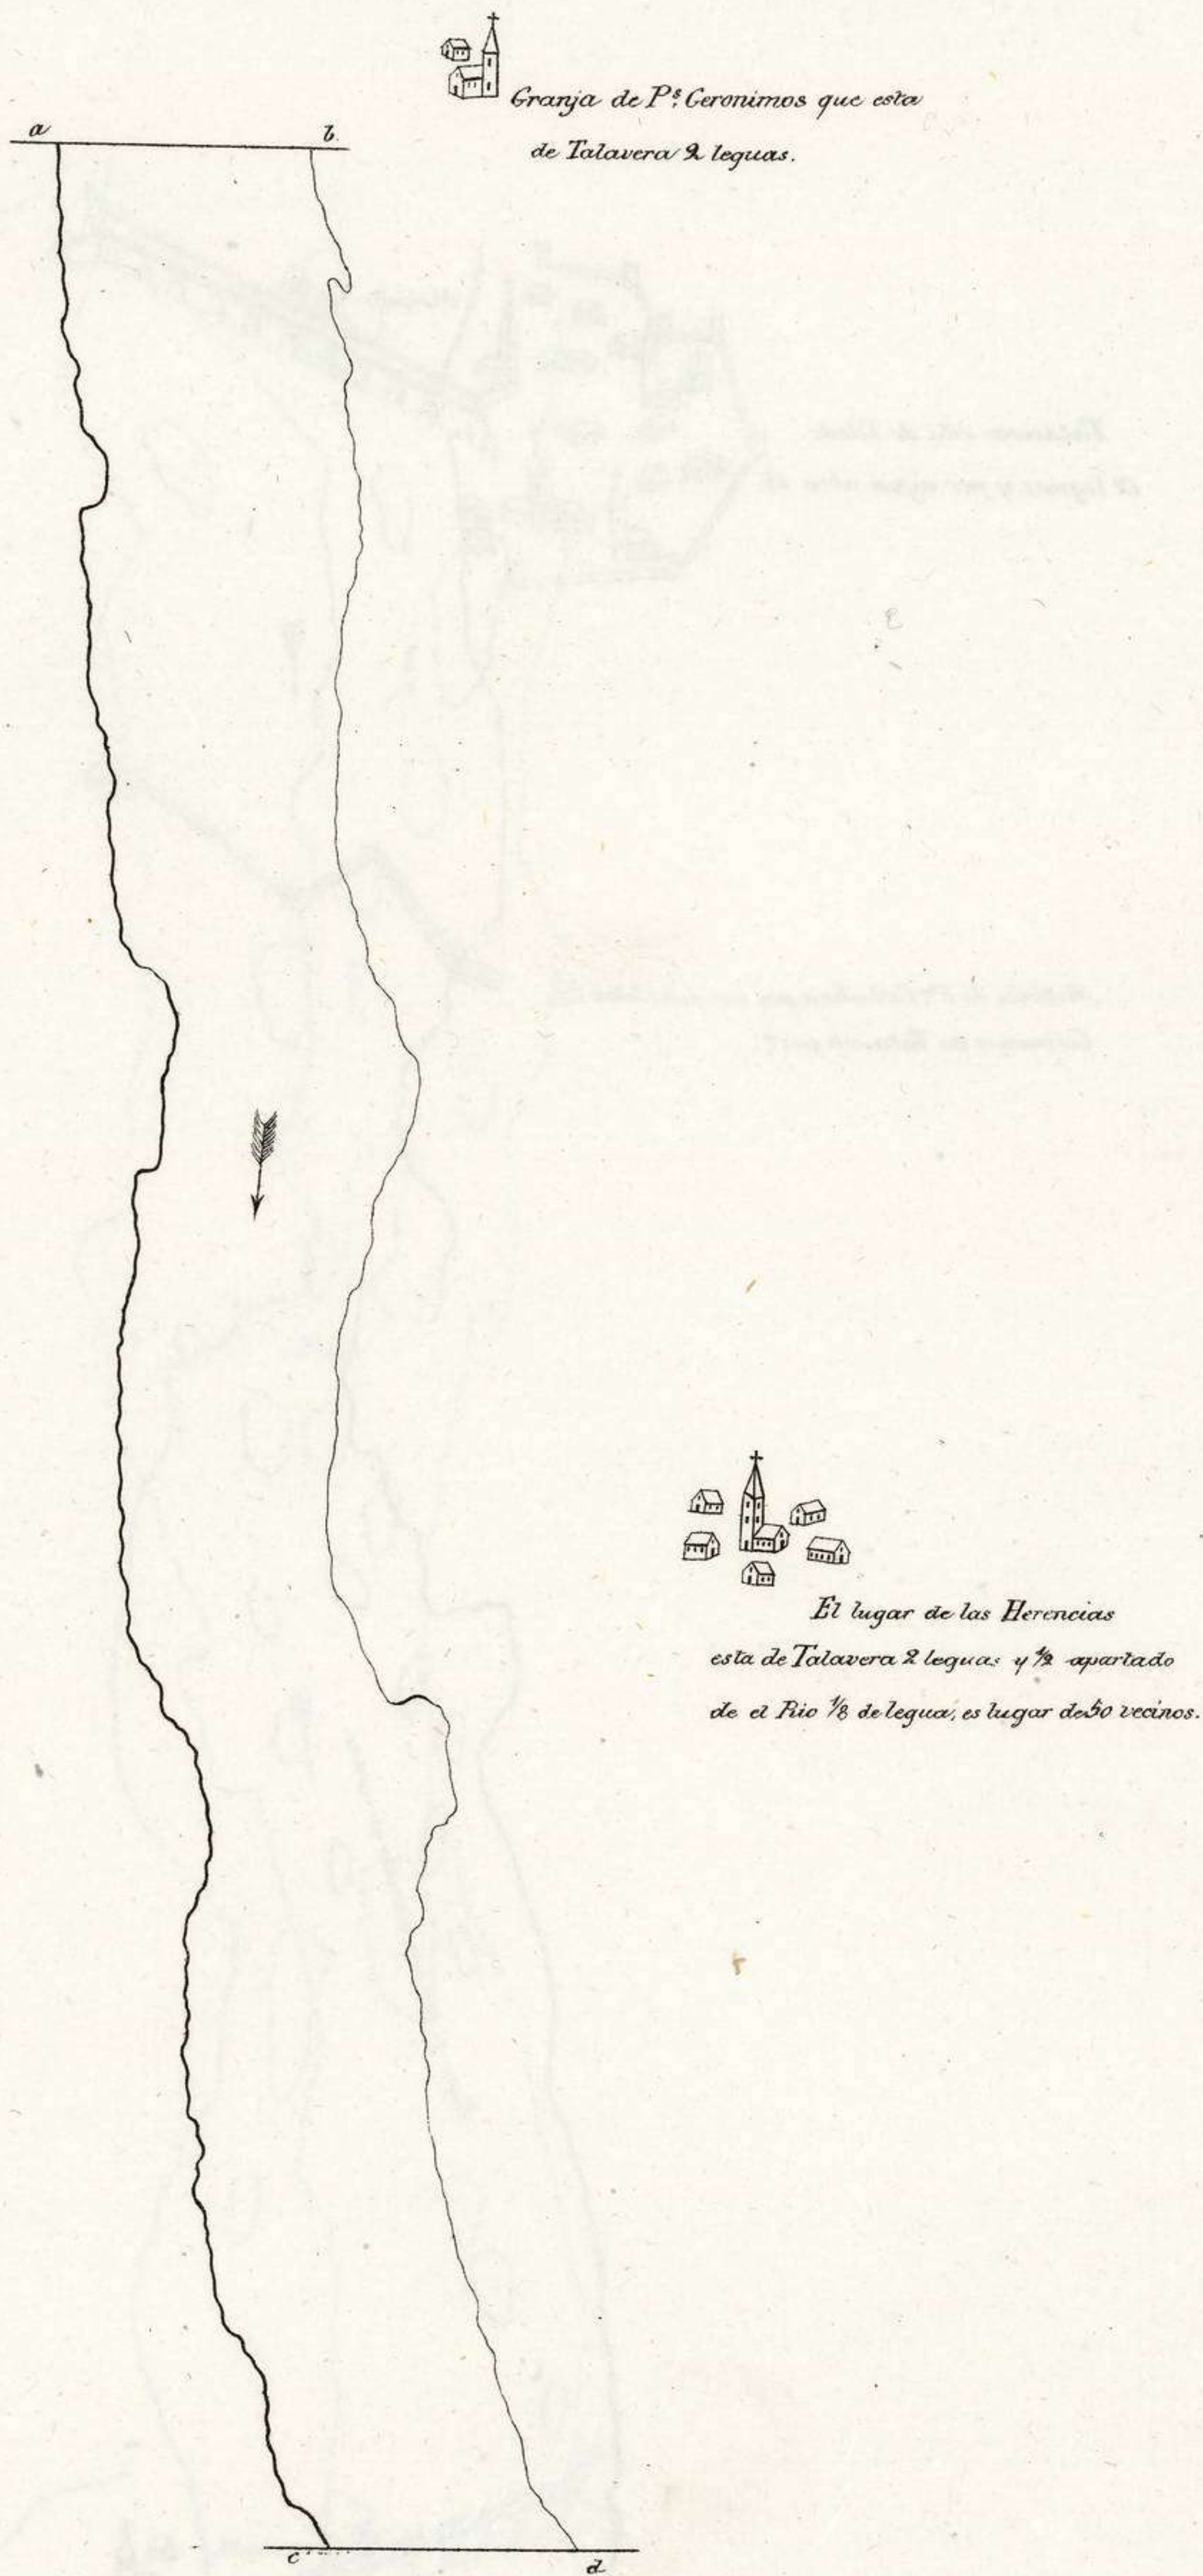 a
b.
Granja de Pˢ. Geronimos que esta
de Talavera 2 leguas.
El lugar de las Herencias
esta de Talavera 2 leguas y 1/2 apartado
de el Rio 1/8 de legua, es lugar de 50 vecinos.
c
d